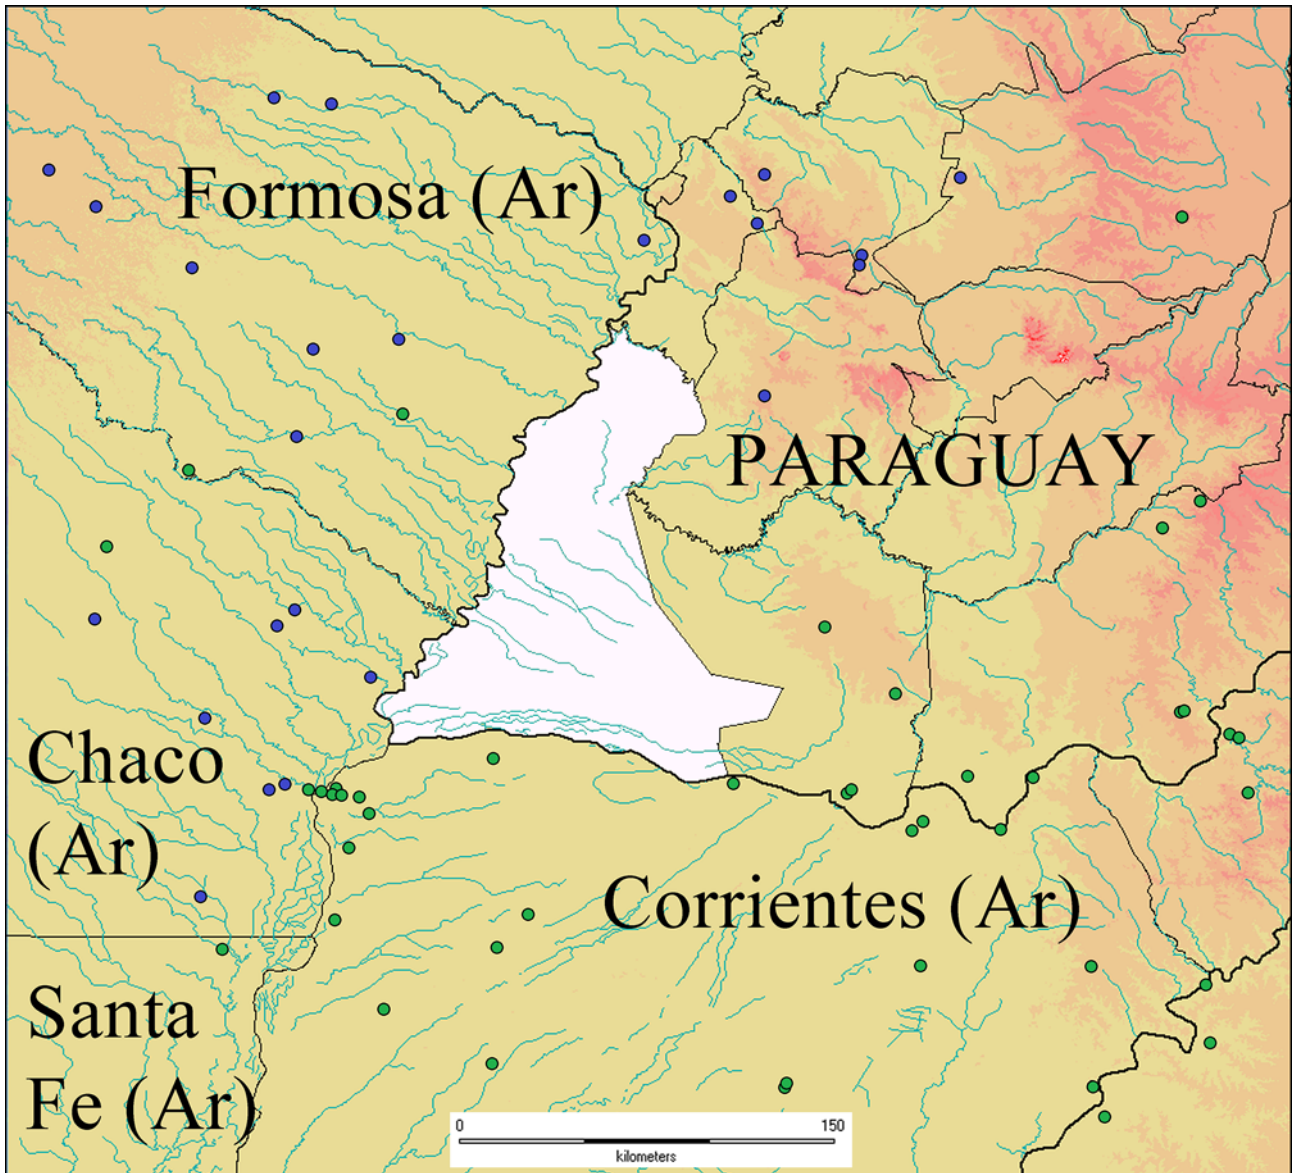 Formosa (Ar)
PARAGUAY
Chaco
(Ar)
Corrientes (Ar)
Santa
Fe (Ar)
0 150
kilometers